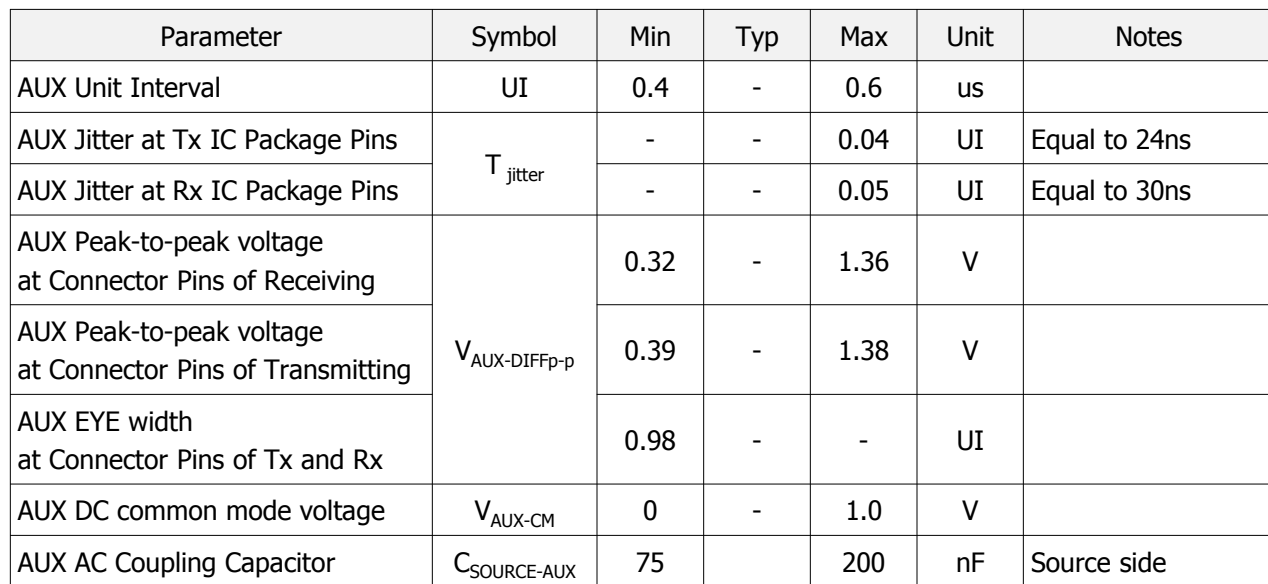 Parameter Symbol Min Typ Max Unit Notes
AUX Unit Interval UI 0.4 - 0.6 us
AUX Jitter at Tx IC Package Pins T jitter - - 0.04 UI Equal to 24ns
AUX Jitter at Rx IC Package Pins - - 0.05 UI Equal to 30ns
AUX Peak-to-peak voltage
at Connector Pins of Receiving 0.32 - 1.36 V
AUX Peak-to-peak voltage
at Connector Pins of Transmitting VAUX-DIFFp-p 0.39 - 1.38 V
AUX EYE width
at Connector Pins of Tx and Rx 0.98 - - UI
AUX DC common mode voltage VAUX-CM 0 - 1.0 V
AUX AC Coupling Capacitor CSOURCE-AUX 75 200 nF Source side